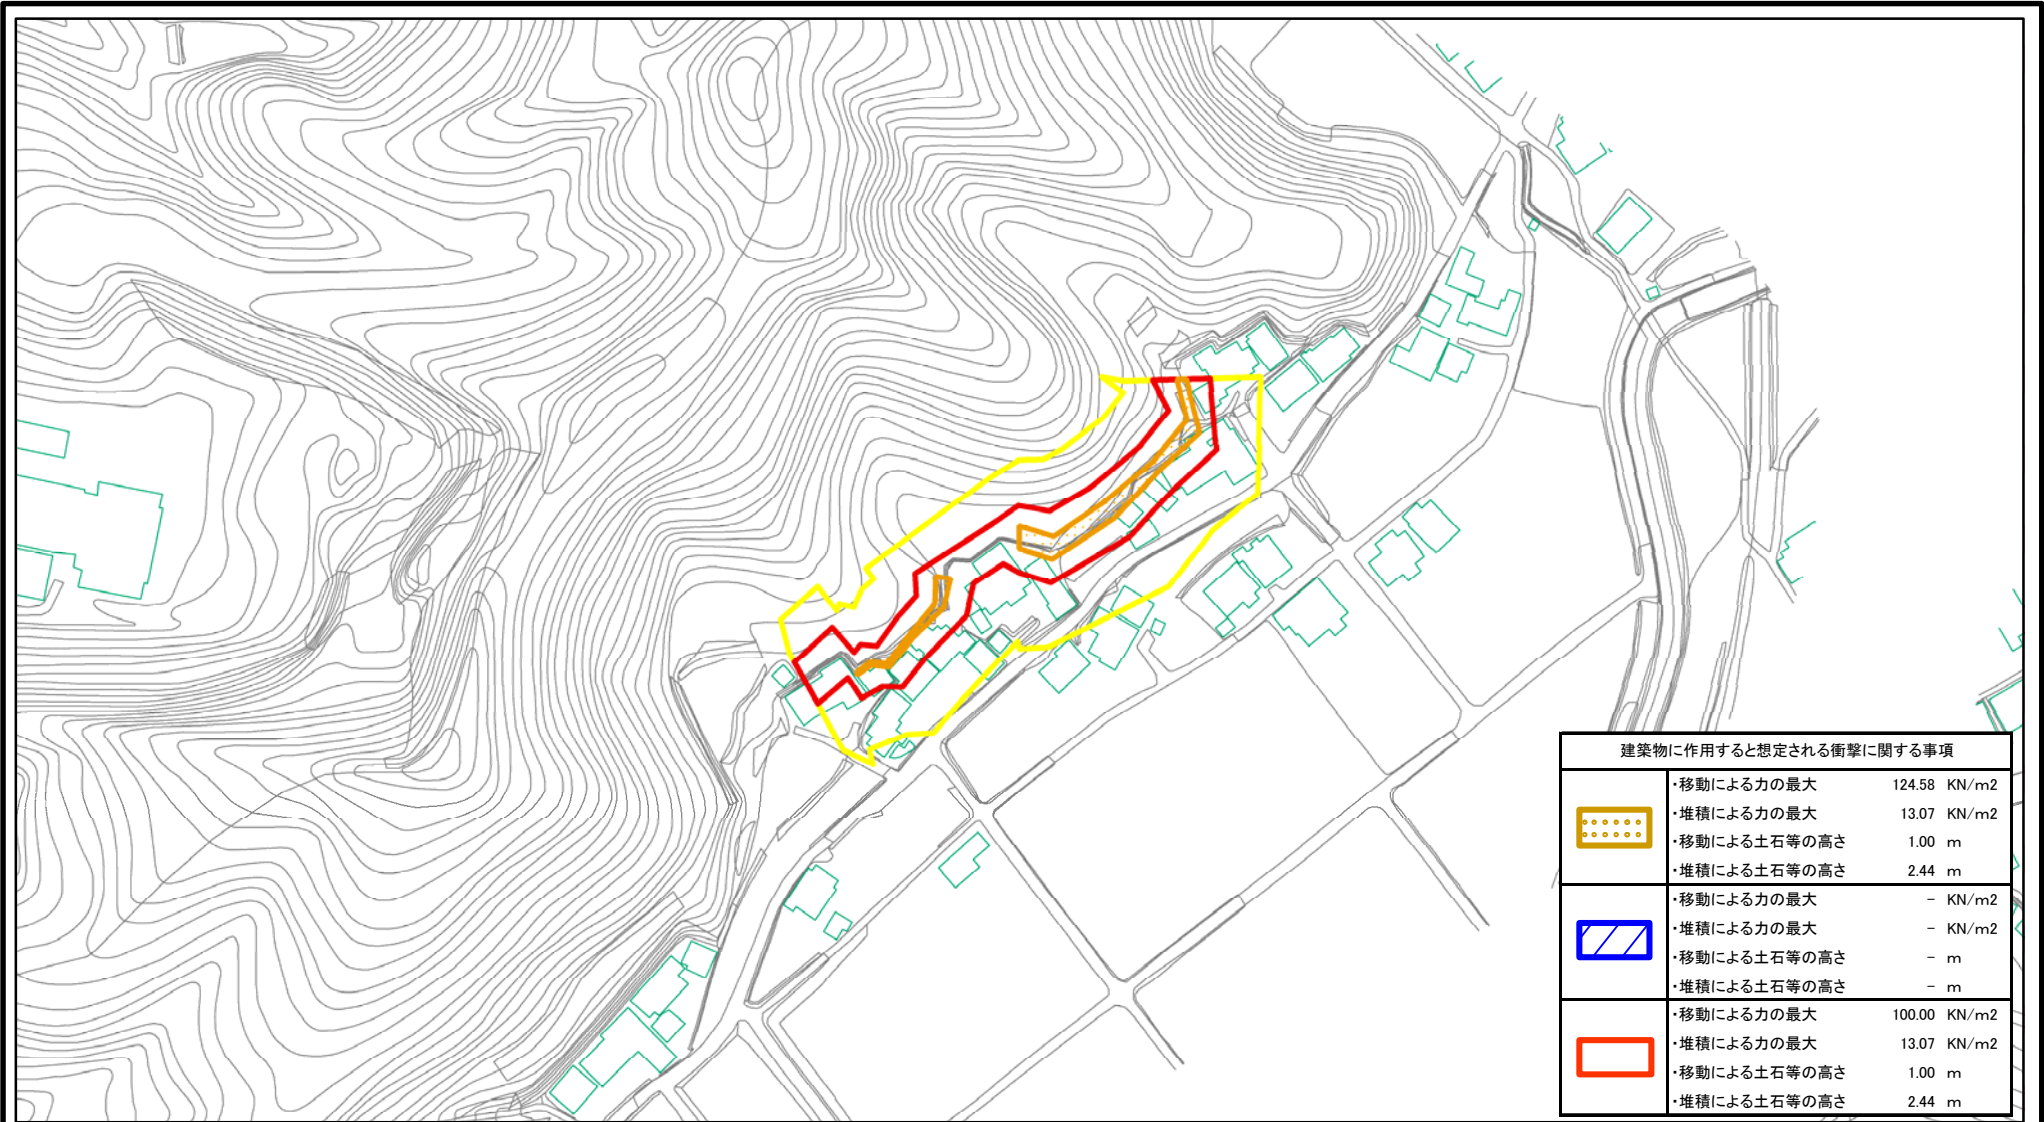 建築物に作用すると想定される衝撃に関する事項
・移動による力の最大 124.58 KN/m2
・堆積による力の最大 13.07 KN/m2
・移動による土石等の高さ 1.00 m
・堆積による土石等の高さ 2.44 m
・移動による力の最大 - KN/m2
・堆積による力の最大 - KN/m2
・移動による土石等の高さ - m
・堆積による土石等の高さ - m
・移動による力の最大 100.00 KN/m2
・堆積による力の最大 13.07 KN/m2
・移動による土石等の高さ 1.00 m
・堆積による土石等の高さ 2.44 m